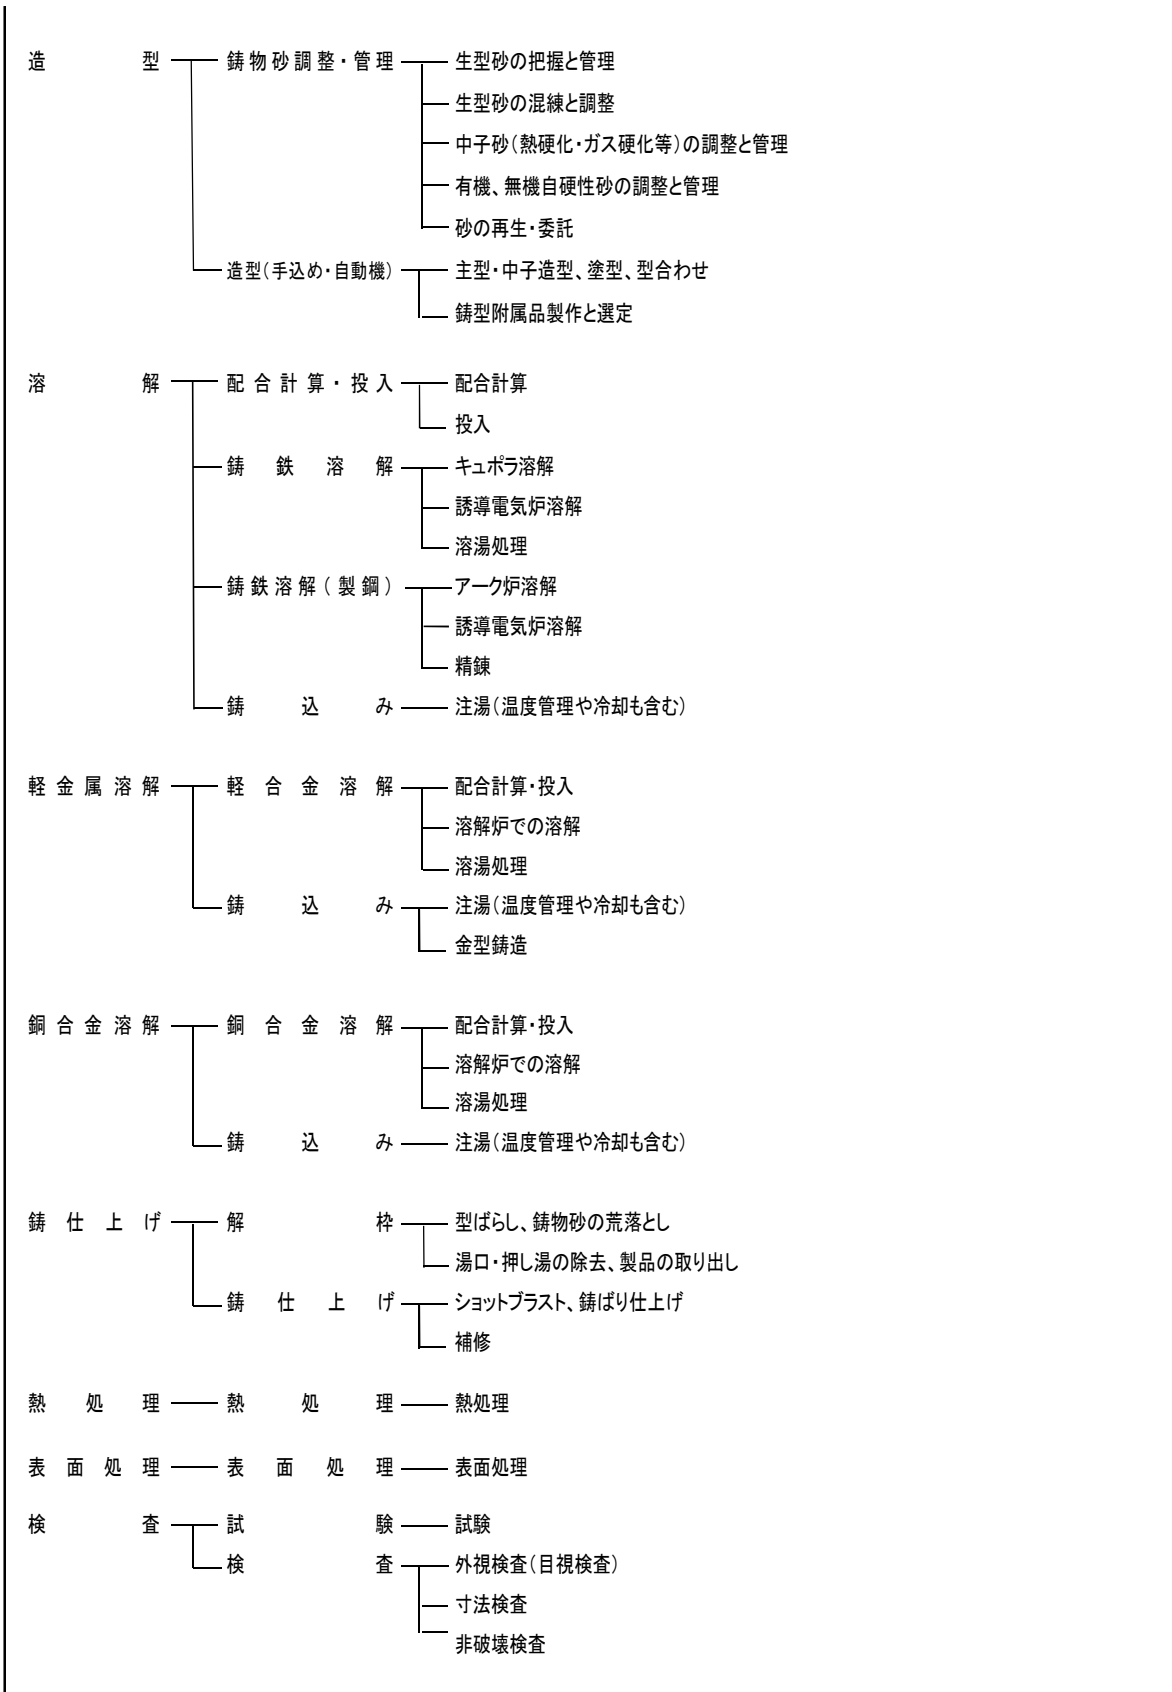 造型 鋳物砂調整・管理 生型砂の把握と管理
生型砂の混練と調整
中子砂（熱硬化・ガス硬化等）の調整と管理
有機、無機自硬性砂の調整と管理
砂の再生・委託
造型（手込め・自動機） 主型・中子造型、塗型、型合わせ
鋳型附属品製作と選定
溶解 配合計算・投入 配合計算
投入
鋳鉄溶解 キュポラ溶解
誘導電気炉溶解
溶湯処理
鋳鉄溶解（製鋼） アーク炉溶解
誘導電気炉溶解
精錬
鋳込み 注湯（温度管理や冷却も含む）
軽金属溶解 軽合金溶解 配合計算・投入
溶解炉での溶解
溶湯処理
鋳込み 注湯（温度管理や冷却も含む）
金型鋳造
銅合金溶解 銅合金溶解 配合計算・投入
溶解炉での溶解
溶湯処理
鋳込み 注湯（温度管理や冷却も含む）
鋳仕上げ 解枠 型ばらし、鋳物砂の荒落とし
湯口・押し湯の除去、製品の取り出し
鋳仕上げ ショットブラスト、鋳ばり仕上げ
補修
熱処理 熱処理 熱処理
表面処理 表面処理 表面処理
検査 試験 試験
検査 外視検査（目視検査）
寸法検査
非破壊検査